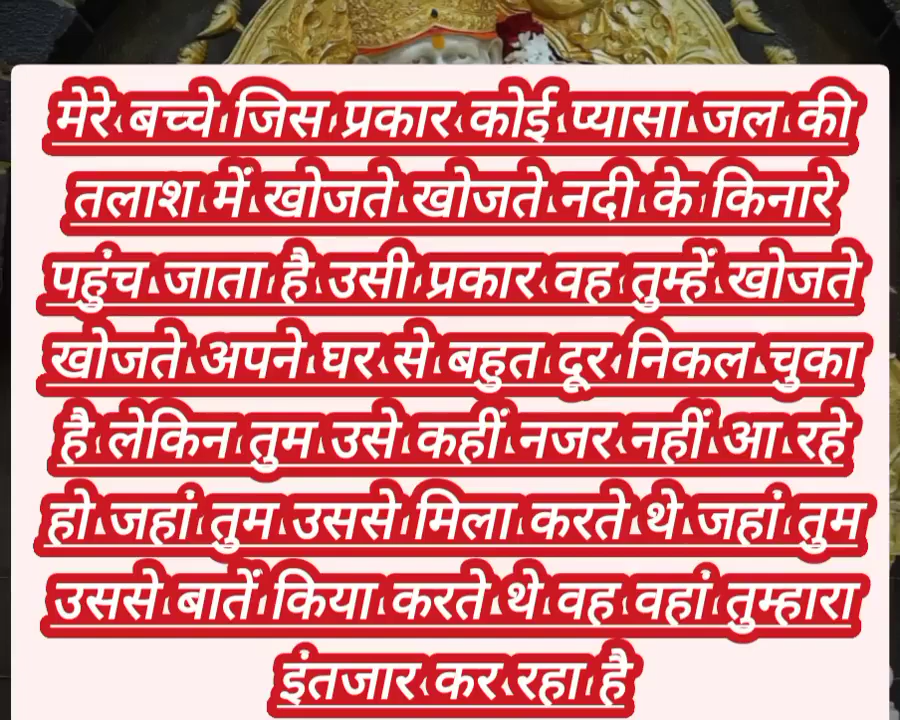 मेरे बच्चे जिस प्रकार कोई प्यासा जल की
तलाश में खोजते खोजते नदी के किनारे
पहुंच जाता है उसी प्रकार वह तुम्हें खोजते
खोजते अपने घर से बहुत दूर निकल चुका
है लेकिन तुम उसे कहीं नजर नहीं आ रहे
हो जहां तुम उससे मिला करते थे जहां तुम
उससे बातें किया करते थे वह वहां तुम्हारा
इंतजार कर रहा है